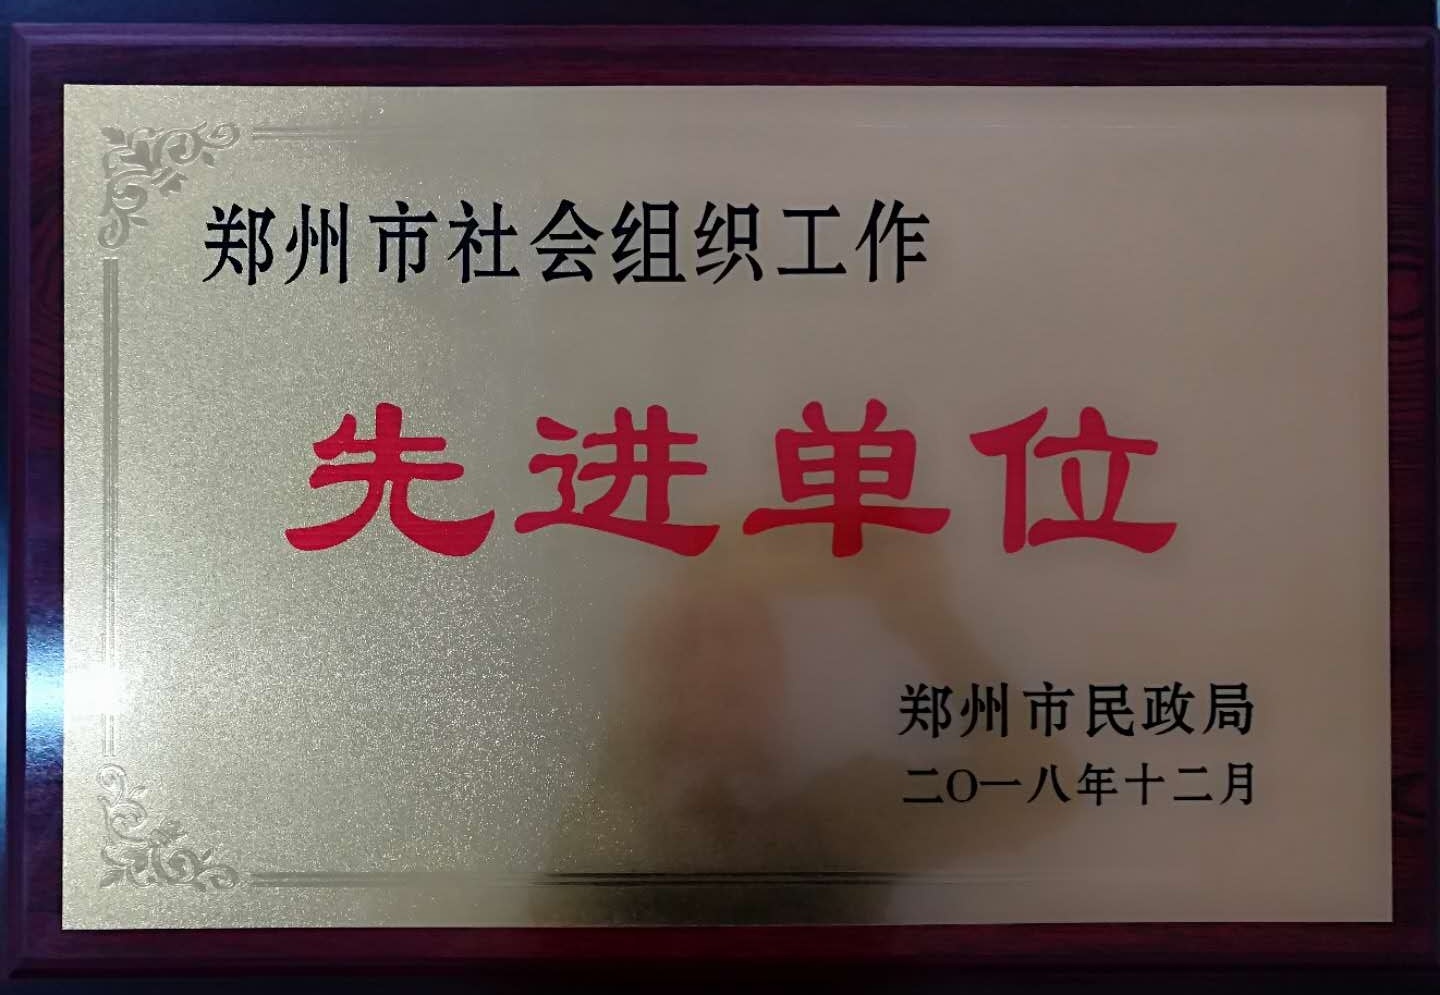 郑州市社会组织工作
先进单位
郑州市民政局
二〇一八年十二月